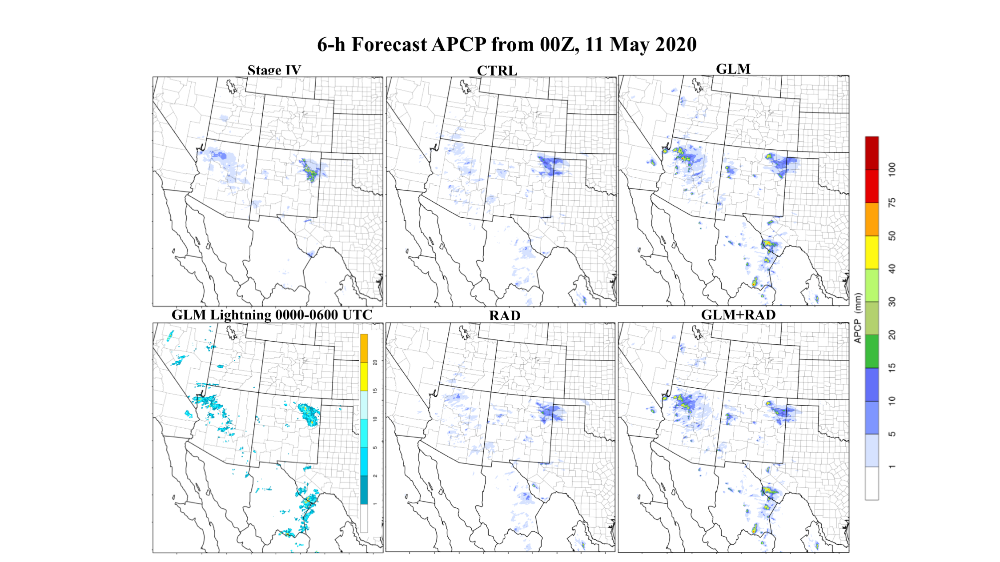 6-h Forecast APCP from 00Z, 11 May 2020
Stage IV
CTRL
GLM
GLM Lightning 0000-0600 UTC
RAD
GLM+RAD
20
15
10
5
2
1
APCP (mm)
100
75
50
40
30
20
15
10
5
1